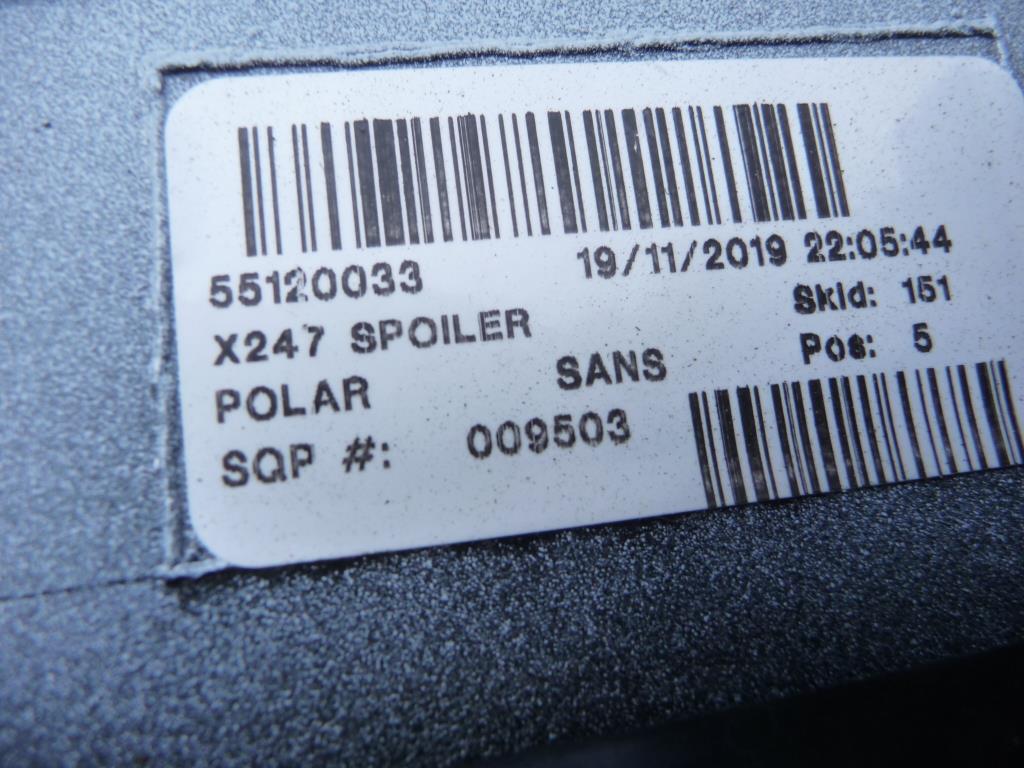 55120033 19/11/2019 22:05:44
X247 SPOILER Skid: 151
POLAR SANS Pos: 5
SQP #: 009503